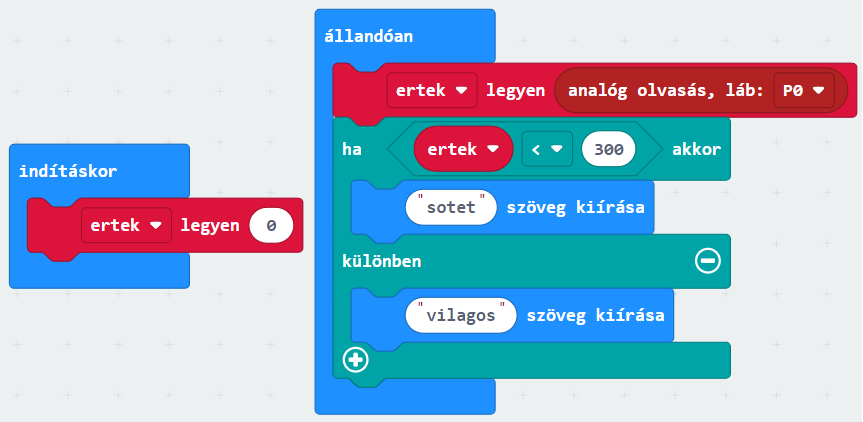 indításkor
ertek legyen 0
állandóan
ertek legyen analóg olvasás, láb: P0
ha ertek < 300 akkor
"sotet" szöveg kiírása
különben
"vilagos" szöveg kiírása